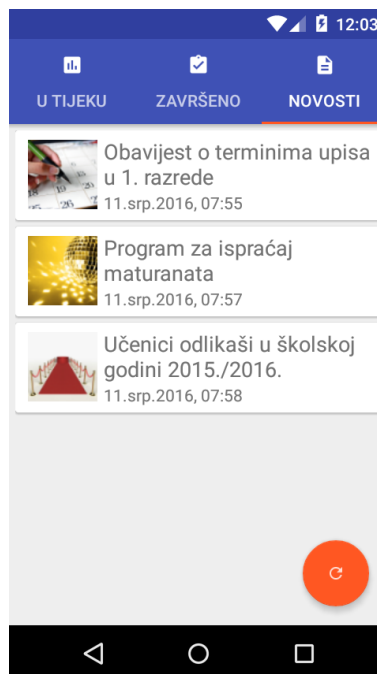 12:03
U TIJEKU ZAVRŠENO NOVOSTI
Obavijest o terminima upisa
u 1. razrede
11.srp.2016, 07:55
Program za ispraćaj
maturanata
11.srp.2016, 07:57
Učenici odlikaši u školskoj
godini 2015./2016.
11.srp.2016, 07:58